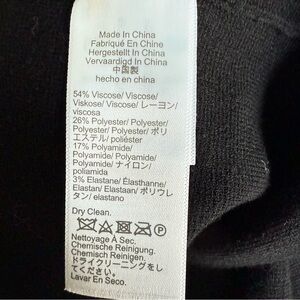 Made In China
Fabriqué En Chine
Hergestellt In China
Vervaardigd In China
中国製
hecho en china
54% Viscose/ Viscose/
Viskose/ Viscose/ レーヨン/
viscosa
26% Polyester/ Polyester/
Polyester/ Polyester/ ポリ
エステル/ poliéster
17% Polyamide/
Polyamide/ Polyamide/
Polyamide/ ナイロン/
poliamida
3% Elastane/ Élasthanne/
Elastan/ Elastaan/ ポリウレ
タン/ elastano
Dry Clean.
Nettoyage À Sec.
Chemische Reinigung.
Chemisch Reinigen.
ドライクリーニングをし
てください。
Lavar En Seco.